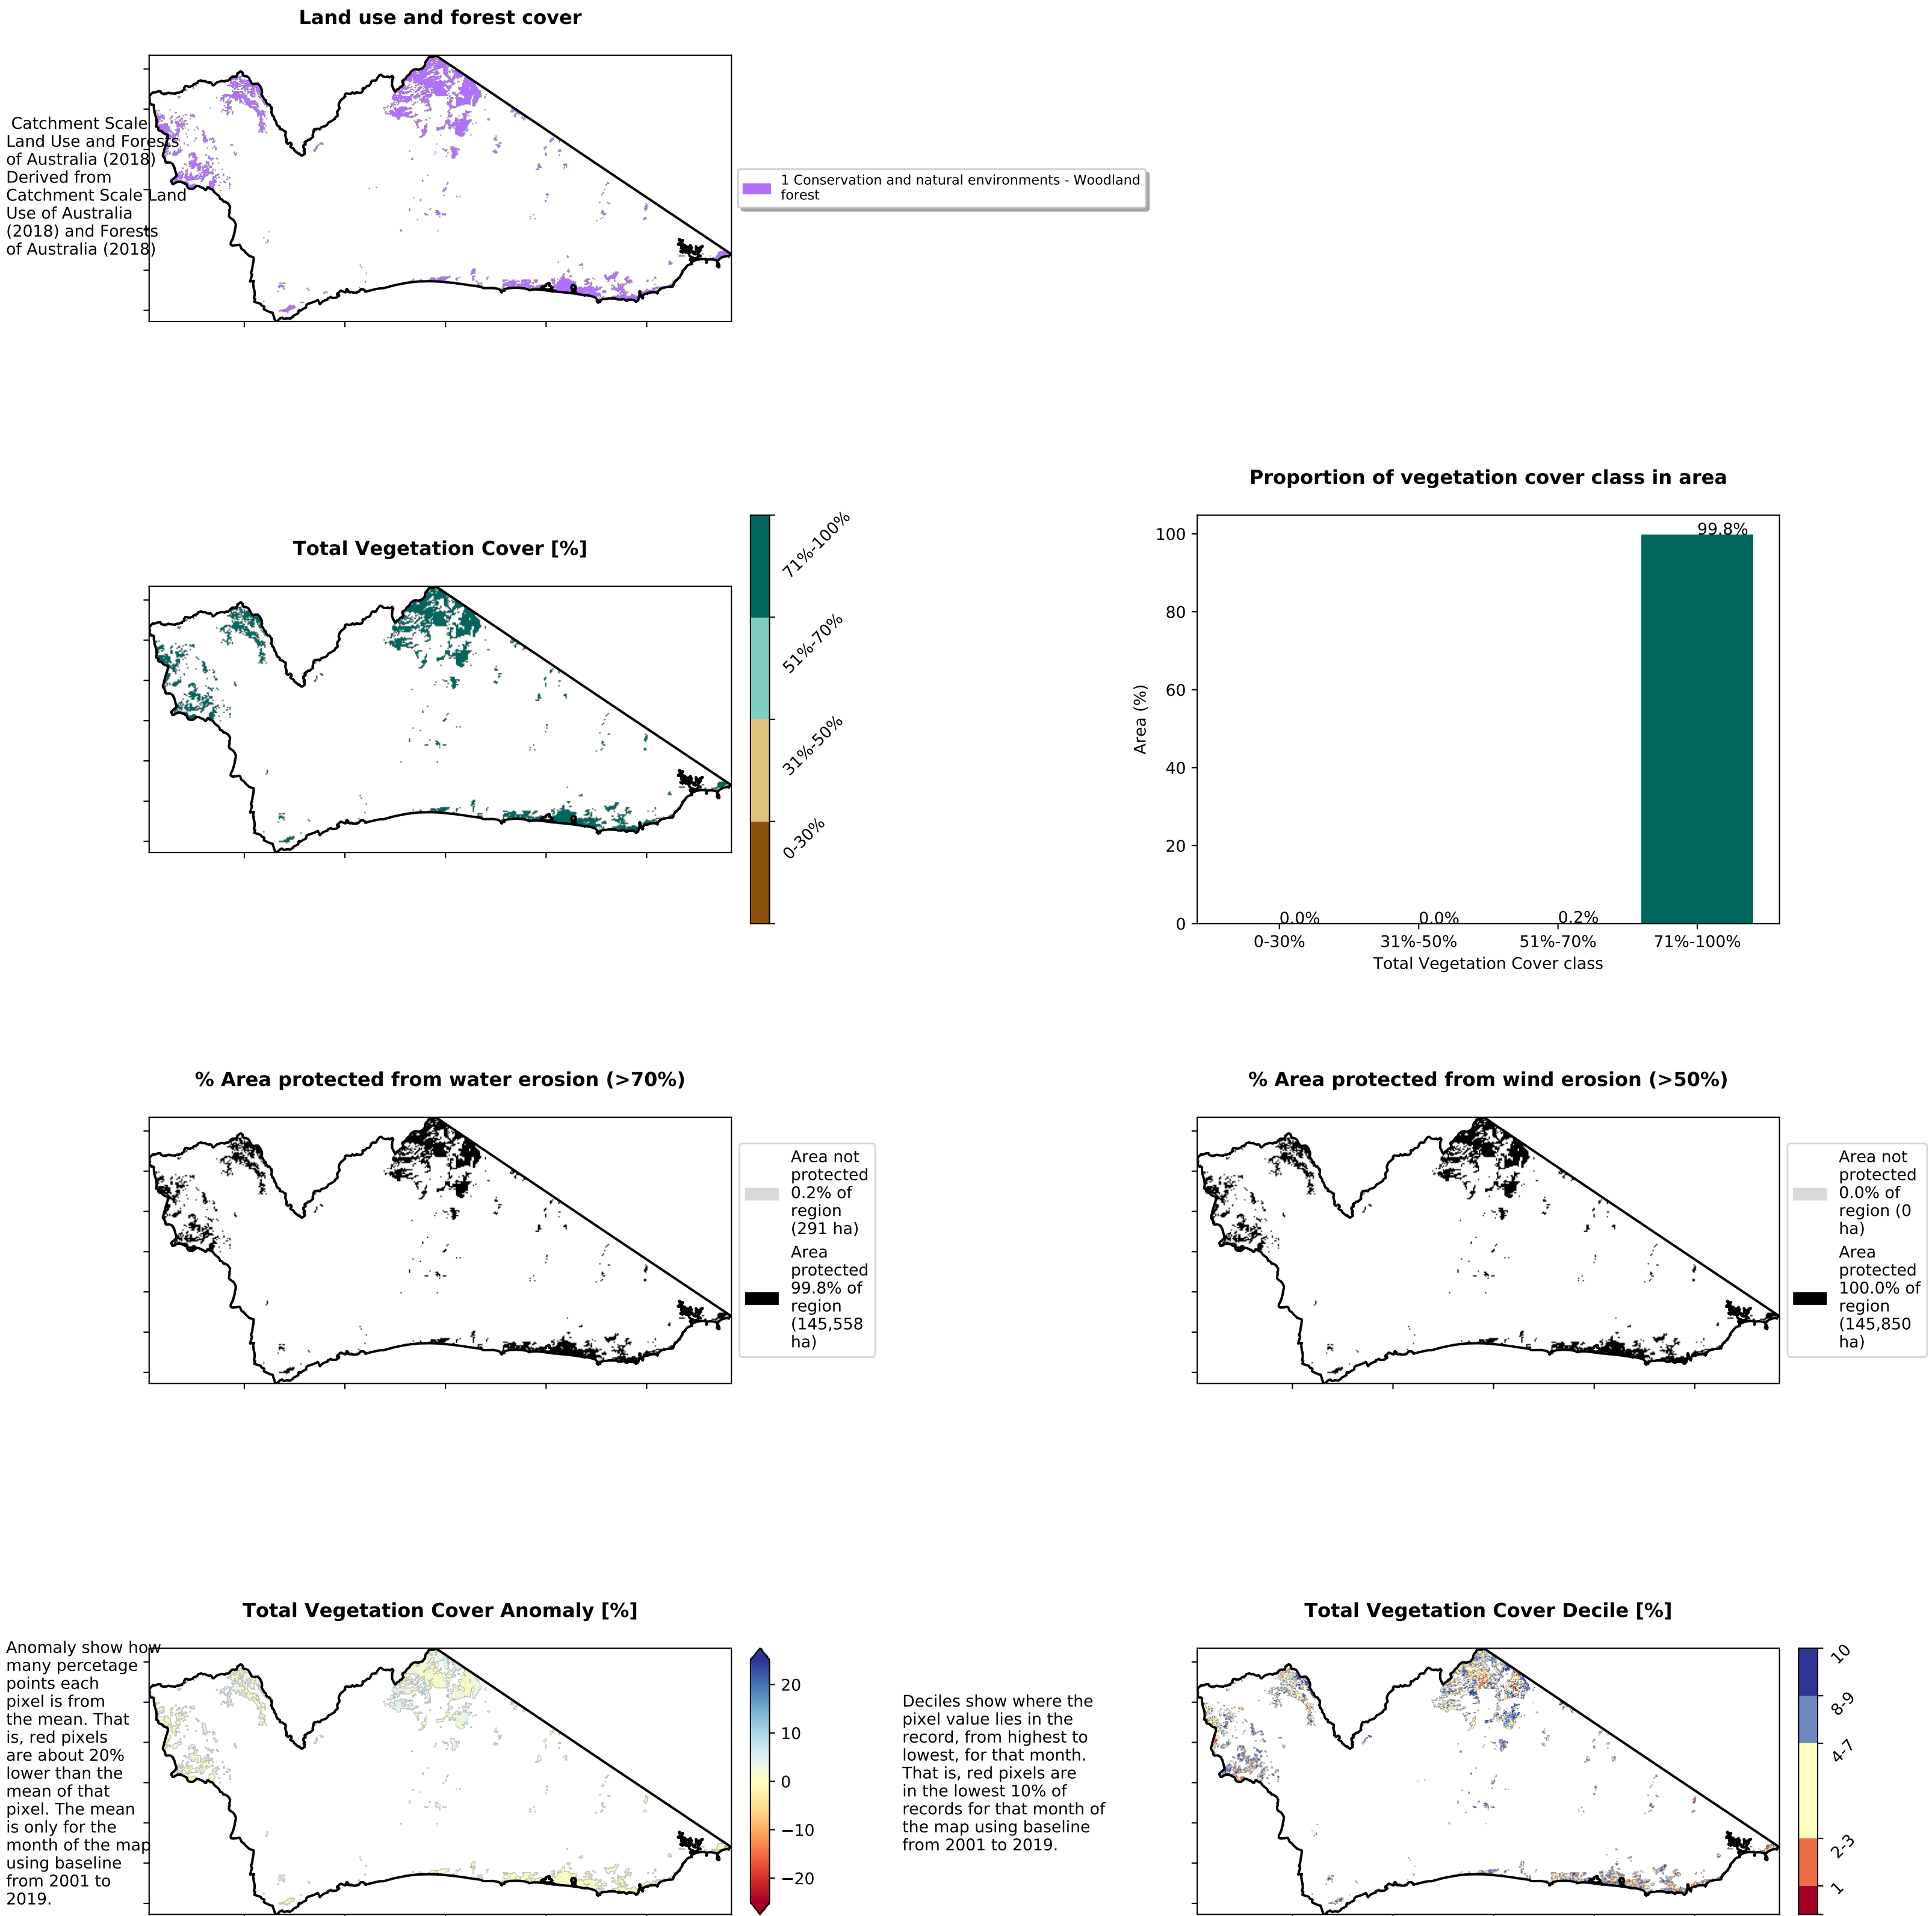 Land use and forest cover
Catchment Scale
Land Use and Forests
of Australia (2018)
Derived from
Catchment Scale Land
Use of Australia
(2018) and Forests
of Australia (2018)
1 Conservation and natural environments - Woodland
forest
Total Vegetation Cover [%]
71%-100%
51%-70%
31%-50%
0-30%
Proportion of vegetation cover class in area
100
80
60
40
20
0
Area (%)
0.0%
0.0%
0.2%
99.8%
0-30%
31%-50%
51%-70%
71%-100%
Total Vegetation Cover class
% Area protected from water erosion (>70%)
Area not
protected
0.2% of
region
(291 ha)
Area
protected
99.8% of
region
(145,558
ha)
% Area protected from wind erosion (>50%)
Area not
protected
0.0% of
region (0
ha)
Area
protected
100.0% of
region
(145,850
ha)
Total Vegetation Cover Anomaly [%]
Anomaly show how
many percetage
points each
pixel is from
the mean. That
is, red pixels
are about 20%
lower than the
mean of that
pixel. The mean
is only for the
month of the map
using baseline
from 2001 to
2019.
20
10
0
−10
−20
Total Vegetation Cover Decile [%]
Deciles show where the
pixel value lies in the
record, from highest to
lowest, for that month.
That is, red pixels are
in the lowest 10% of
records for that month of
the map using baseline
from 2001 to 2019.
10
8-9
4-7
2-3
1